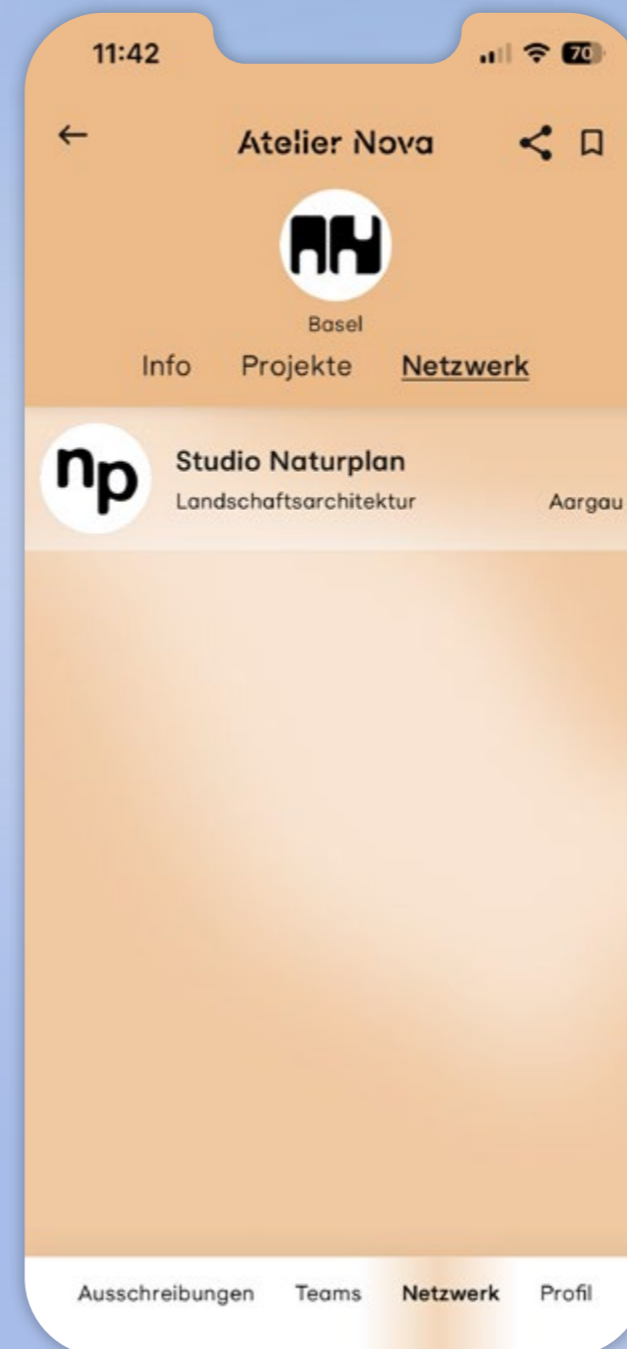 11:42
70
Atelier Nova
Basel
Info Projekte Netzwerk
np
Studio Naturplan
Landschaftsarchitektur Aargau
Ausschreibungen Teams Netzwerk Profil